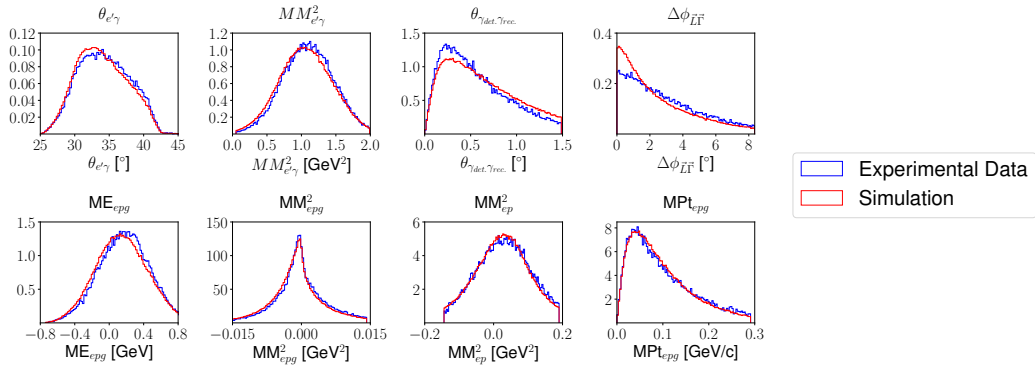 θe′γ
MM²e′γ
θγdet.γrec.
Δϕ L⃗Γ⃗
0.12
0.10
0.08
0.06
0.04
0.02
25 30 35 40 45
θe′γ [°]
1.2
1.0
0.8
0.6
0.4
0.2
0.0 0.5 1.0 1.5 2.0
MM²e′γ [GeV²]
1.5
1.0
0.5
0.0 0.5 1.0 1.5
θγdet.γrec. [°]
0.4
0.2
0 2 4 6 8
Δϕ L⃗Γ⃗ [°]
Experimental Data
Simulation
MEepg
MM²epg
MM²ep
MPtepg
1.5
1.0
0.5
−0.8 −0.4 0.0 0.4 0.8
MEepg [GeV]
150
100
50
−0.015 0.000 0.015
MM²epg [GeV²]
6
4
2
−0.2 0.0 0.2
MM²ep [GeV²]
8
6
4
2
0.0 0.1 0.2 0.3
MPtepg [GeV/c]